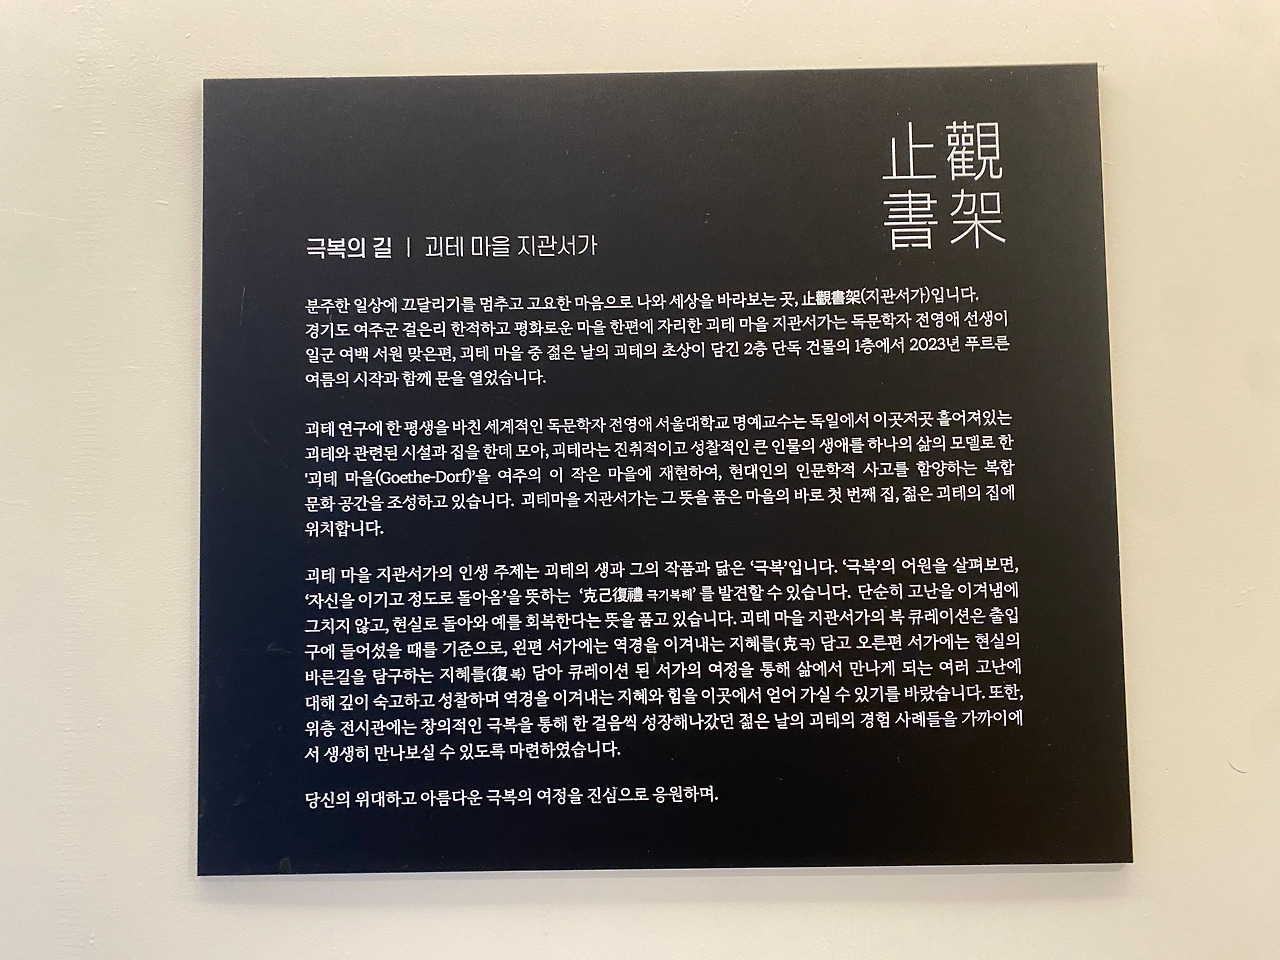 止觀
書架
극복의 길 | 괴테 마을 지관서가
분주한 일상에 끄달리기를 멈추고 고요한 마음으로 나와 세상을 바라보는 곳, 止觀書架(지관서가)입니다.
경기도 여주군 걸은리 한적하고 평화로운 마을 한편에 자리한 괴테 마을 지관서가는 독문학자 전영애 선생이
일군 여백 서원 맞은편, 괴테 마을 중 젊은 날의 괴테의 초상이 담긴 2층 단독 건물의 1층에서 2023년 푸르른
여름의 시작과 함께 문을 열었습니다.
괴테 연구에 한 평생을 바친 세계적인 독문학자 전영애 서울대학교 명예교수는 독일에서 이곳저곳 흩어져있는
괴테와 관련된 시설과 집을 한데 모아, 괴테라는 진취적이고 성찰적인 큰 인물의 생애를 하나의 삶의 모델로 한
'괴테 마을(Goethe-Dorf)'을 여주의 이 작은 마을에 재현하여, 현대인의 인문학적 사고를 함양하는 복합
문화 공간을 조성하고 있습니다. 괴테마을 지관서가는 그 뜻을 품은 마을의 바로 첫 번째 집, 젊은 괴테의 집에
위치합니다.
괴테 마을 지관서가의 인생 주제는 괴테의 생과 그의 작품과 닮은 ‘극복’입니다. ‘극복’의 어원을 살펴보면,
‘자신을 이기고 정도로 돌아옴’을 뜻하는 ‘克己復禮 극기복례’를 발견할 수 있습니다. 단순히 고난을 이겨냄에
그치지 않고, 현실로 돌아와 예를 회복한다는 뜻을 품고 있습니다. 괴테 마을 지관서가의 북 큐레이션은 출입
구에 들어섰을 때를 기준으로, 왼편 서가에는 역경을 이겨내는 지혜를(克 극) 담고 오른편 서가에는 현실의
바른길을 탐구하는 지혜를(復 복) 담아 큐레이션 된 서가의 여정을 통해 삶에서 만나게 되는 여러 고난에
대해 깊이 숙고하고 성찰하며 역경을 이겨내는 지혜와 힘을 이곳에서 얻어 가실 수 있기를 바랐습니다. 또한,
위층 전시관에는 창의적인 극복을 통해 한 걸음씩 성장해나갔던 젊은 날의 괴테의 경험 사례들을 가까이에
서 생생히 만나보실 수 있도록 마련하였습니다.
당신의 위대하고 아름다운 극복의 여정을 진심으로 응원하며.